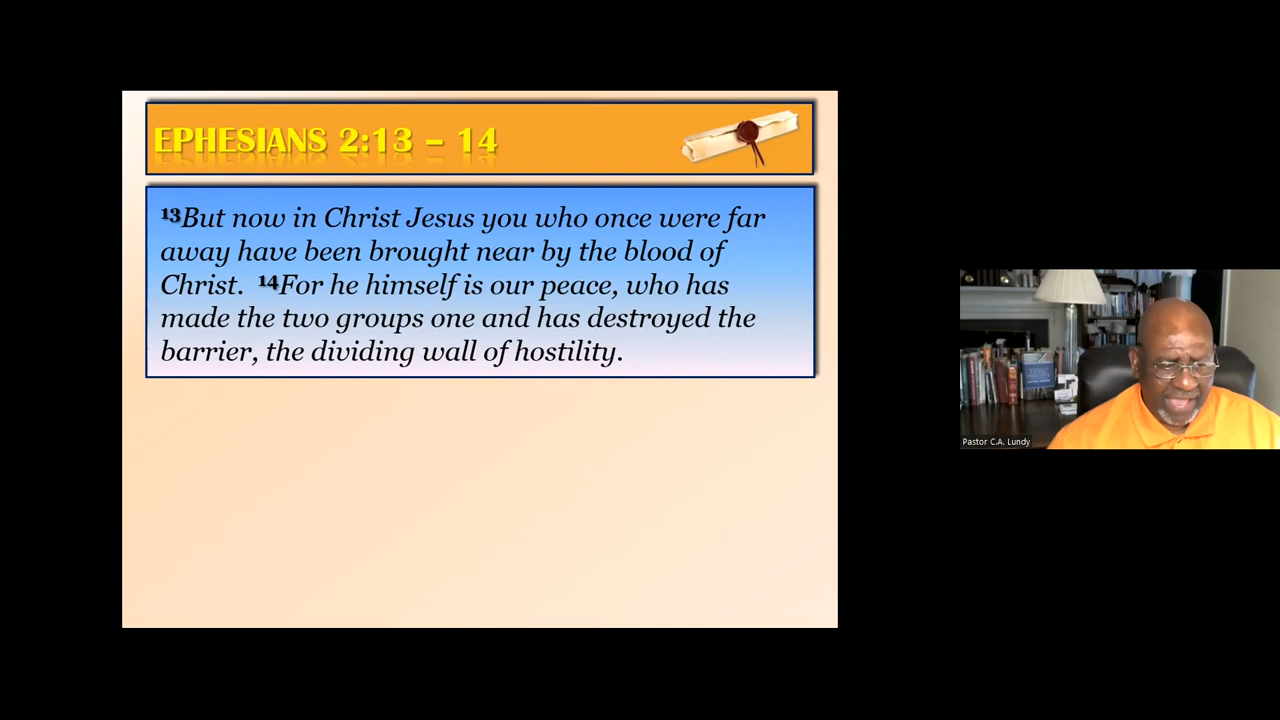 EPHESIANS 2:13 – 14
13But now in Christ Jesus you who once were far
away have been brought near by the blood of
Christ. 14For he himself is our peace, who has
made the two groups one and has destroyed the
barrier, the dividing wall of hostility.
Pastor C.A. Lundy